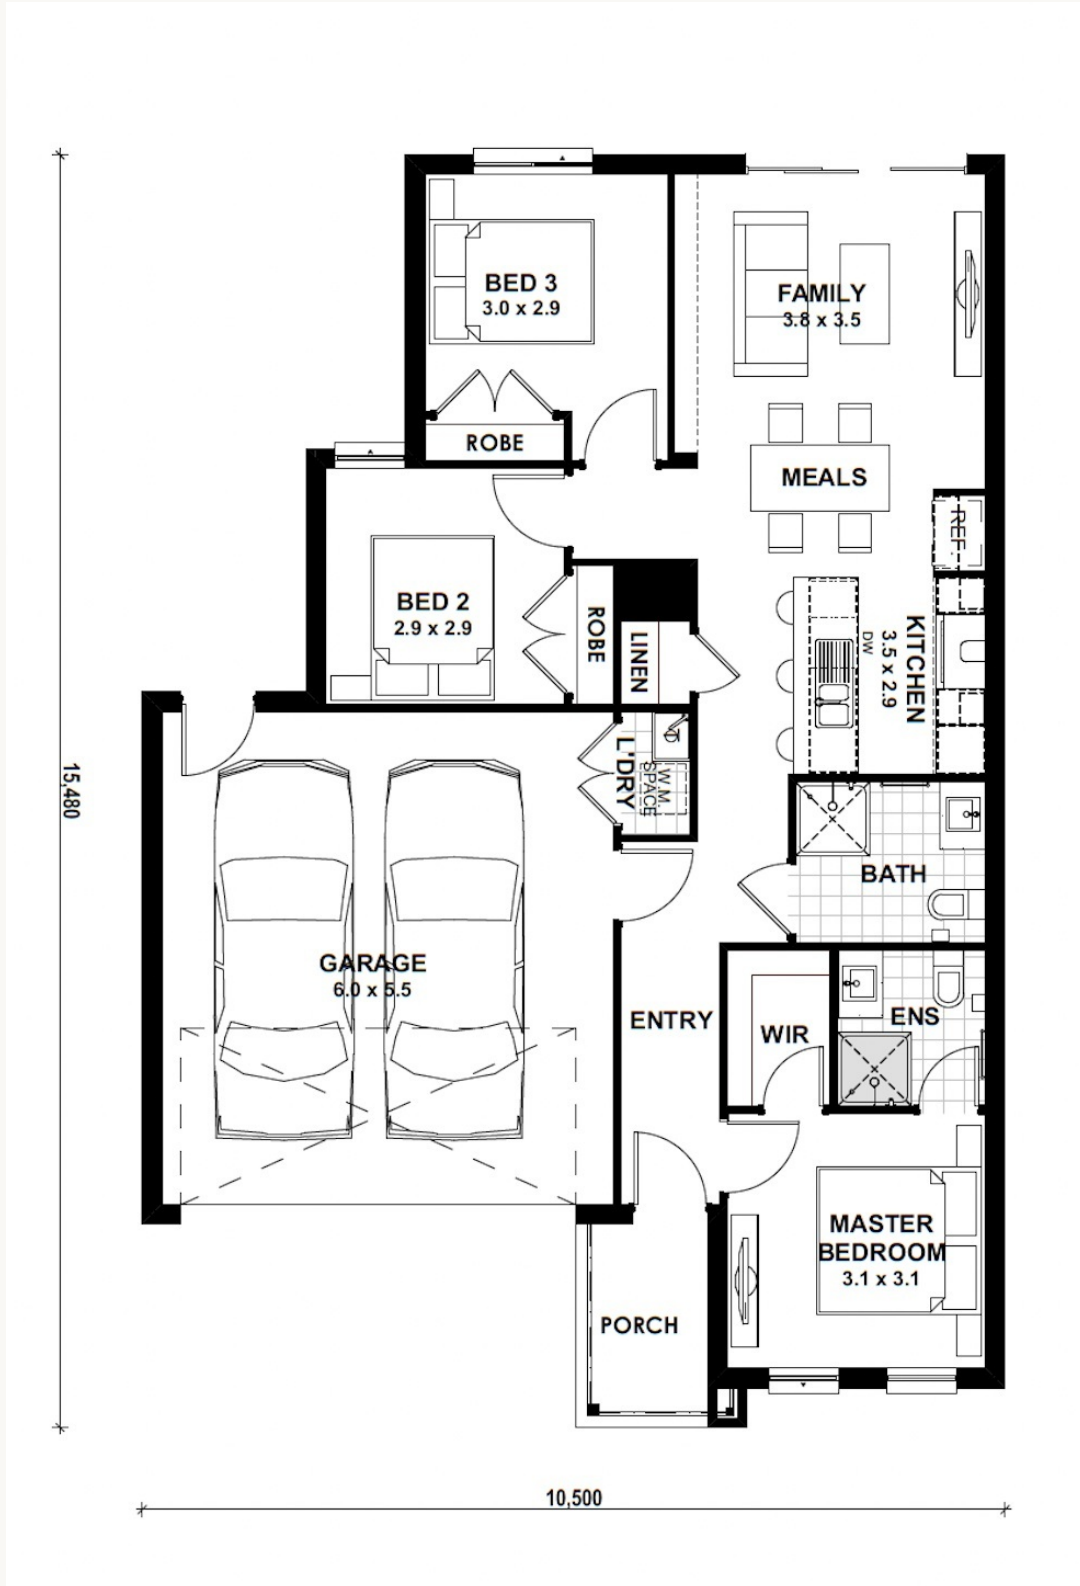 BED 3
3.0 x 2.9
FAMILY
3.8 x 3.5
ROBE
MEALS
REF.
BED 2
2.9 x 2.9
ROBE
LINEN
KITCHEN
3.5 x 2.9
DW
15,480
L'DRY
W.M.
SPACE
BATH
GARAGE
6.0 x 5.5
ENTRY
WIR
ENS
MASTER
BEDROOM
3.1 x 3.1
PORCH
10,500